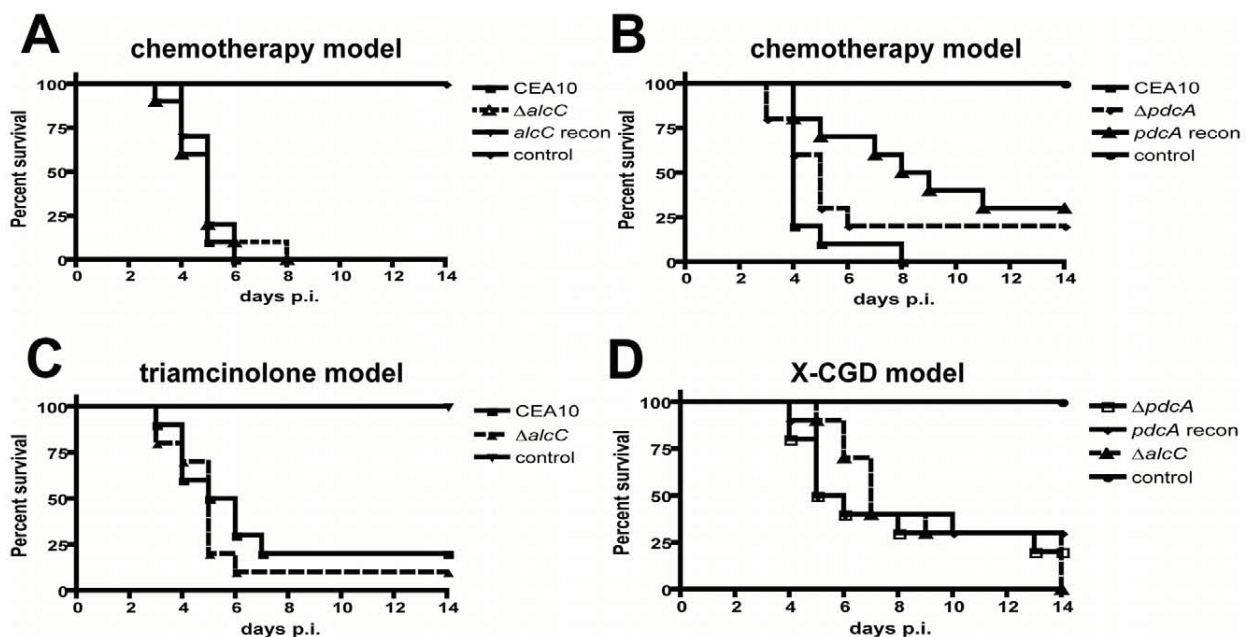 A
chemotherapy model
Percent survival
100
75
50
25
0
0 2 4 6 8 10 12 14
days p.i.
CEA10
ΔalcC
alcC recon
control
B
chemotherapy model
Percent survival
100
75
50
25
0
0 2 4 6 8 10 12 14
days p.i.
CEA10
ΔpdcA
pdcA recon
control
C
triamcinolone model
Percent survival
100
75
50
25
0
0 2 4 6 8 10 12 14
days p.i.
CEA10
ΔalcC
control
D
X-CGD model
Percent survival
100
75
50
25
0
0 2 4 6 8 10 12 14
days p.i.
ΔpdcA
pdcA recon
ΔalcC
control